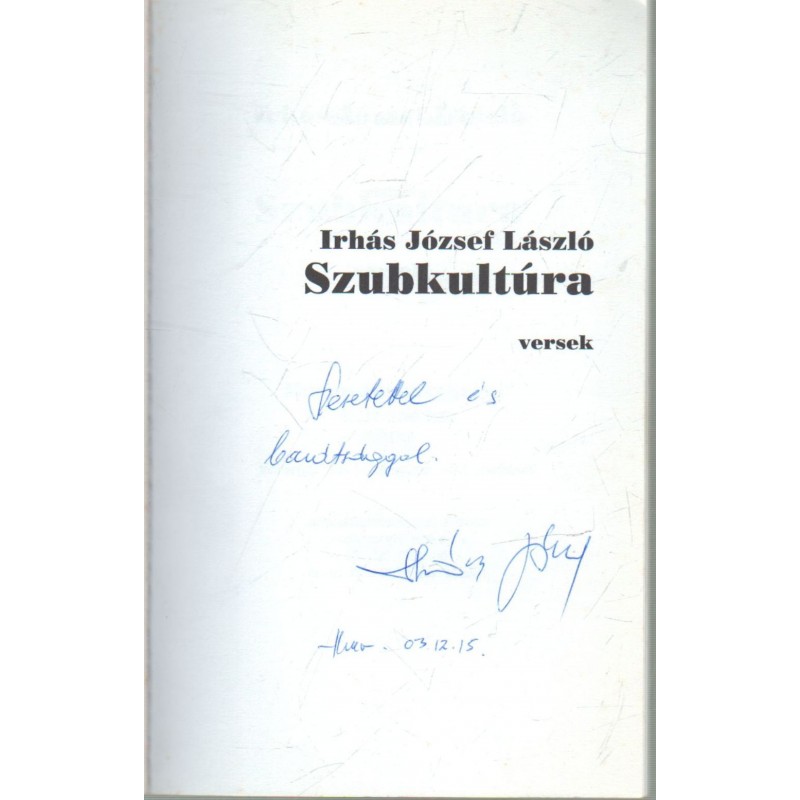 Irhás József László
Szubkultúra
versek
Szeretettel és
barátsággal.
03.12.15.